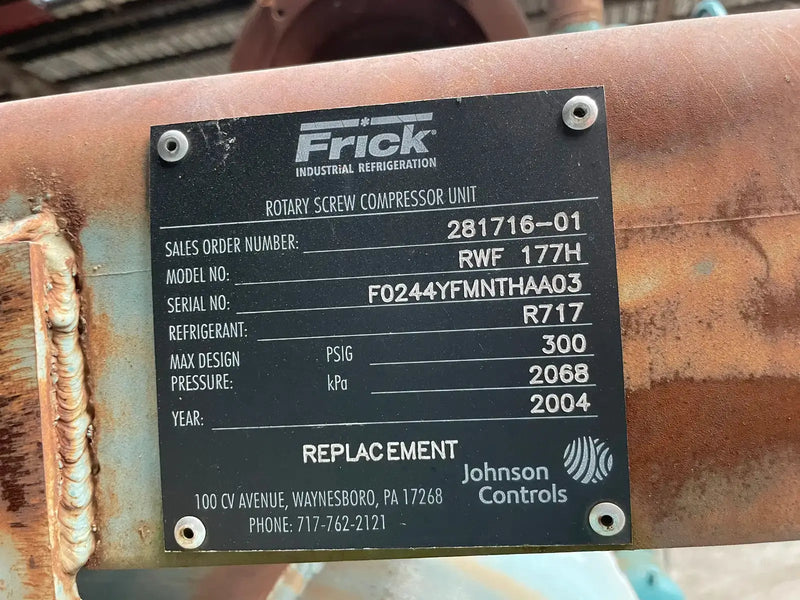 Frick®
INDUSTRIAL REFRIGERATION
ROTARY SCREW COMPRESSOR UNIT
SALES ORDER NUMBER: 281716-01
MODEL NO: RWF 177H
SERIAL NO: F0244YFMNTHAA03
REFRIGERANT: R717
MAX DESIGN PRESSURE: PSIG 300
kPa 2068
YEAR: 2004
REPLACEMENT
Johnson
Controls
100 CV AVENUE, WAYNESBORO, PA 17268
PHONE: 717-762-2121